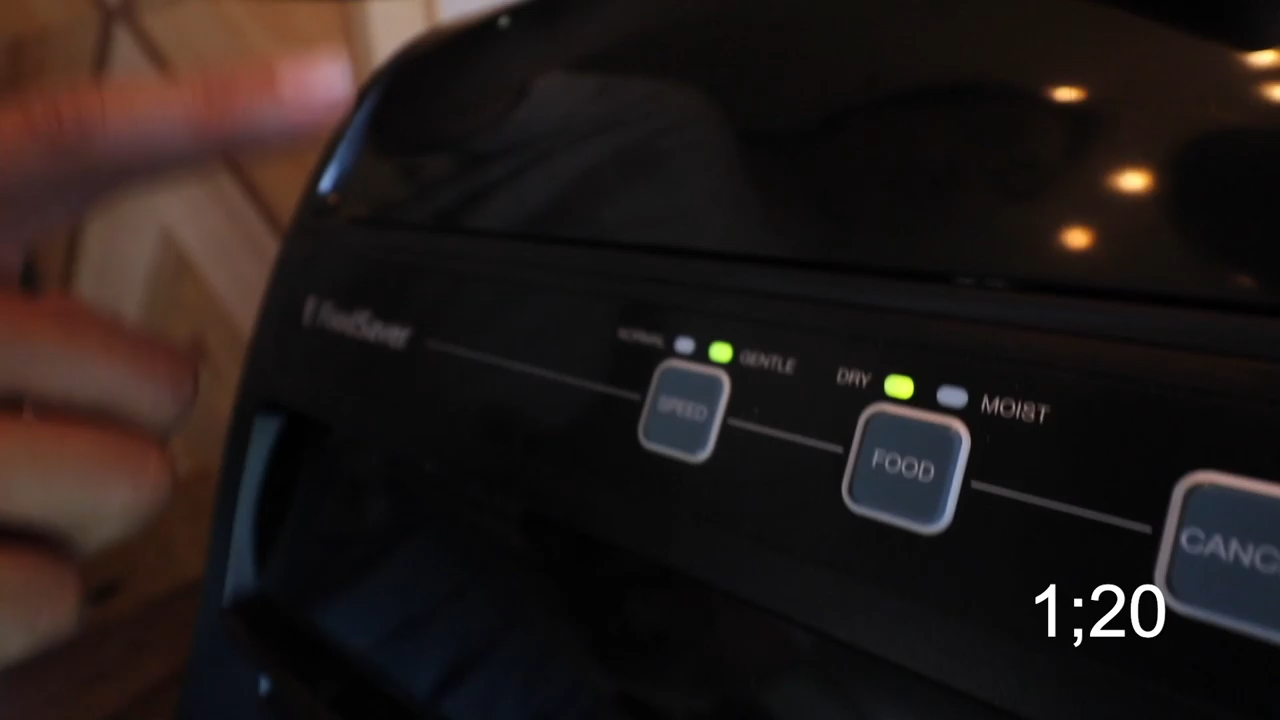 FoodSaver
NORMAL GENTLE
SPEED
DRY MOIST
FOOD
CANC
1;20